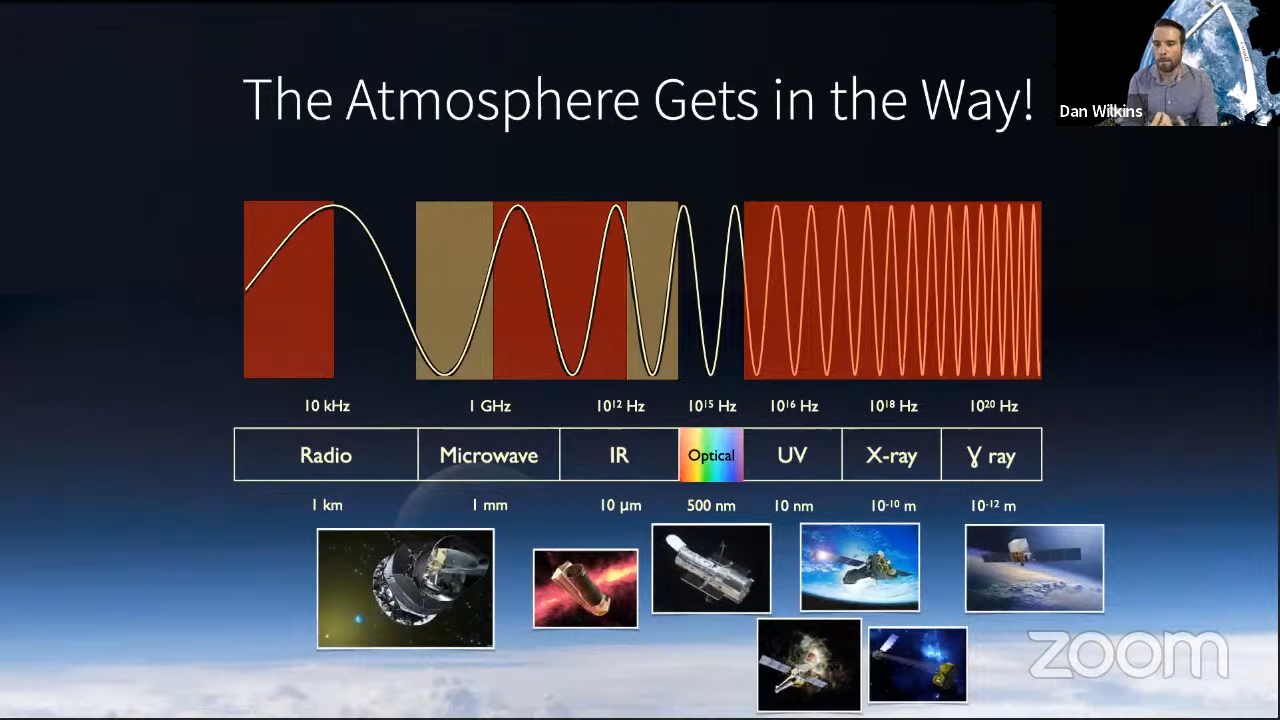 The Atmosphere Gets in the Way!
Dan Wilkins
10 kHz 1 GHz 10¹² Hz 10¹⁵ Hz 10¹⁶ Hz 10¹⁸ Hz 10²⁰ Hz
Radio Microwave IR Optical UV X-ray γ ray
1 km 1 mm 10 µm 500 nm 10 nm 10⁻¹⁰ m 10⁻¹² m
zoom